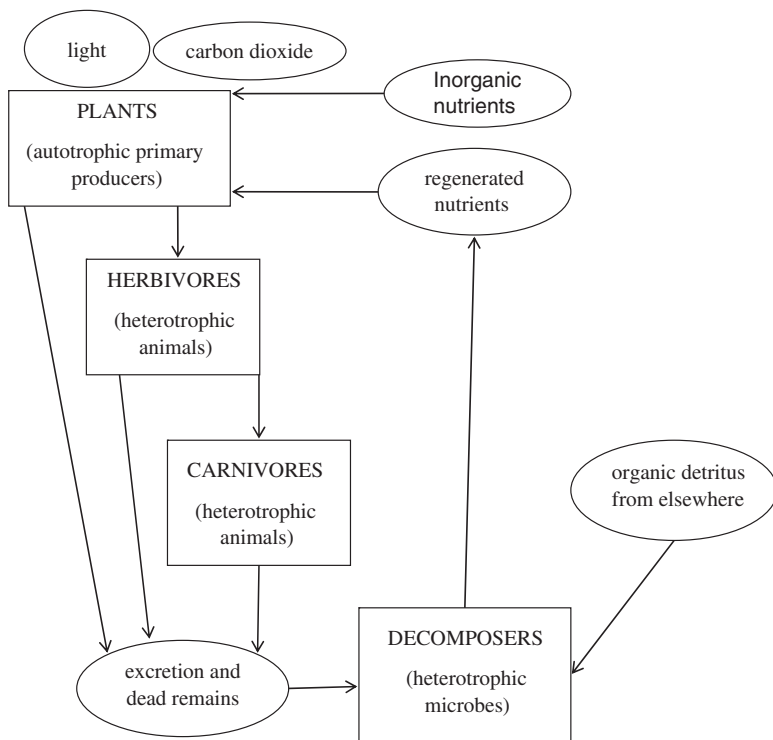 light
carbon dioxide
Inorganic
nutrients
PLANTS
(autotrophic primary
producers)
regenerated
nutrients
HERBIVORES
(heterotrophic
animals)
CARNIVORES
(heterotrophic
animals)
organic detritus
from elsewhere
excretion and
dead remains
DECOMPOSERS
(heterotrophic
microbes)